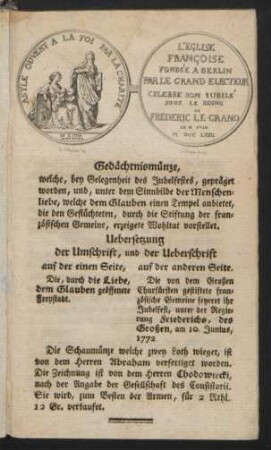 ASYLE OUVERT A LA FOI PAR LA CHARITÉ
L'EGLISE
FRANÇOISE
FONDÉE A BERLIN
PAR LE GRAND ELECTEUR
CELEBRE SON JUBILÉ
SOUS LE REGNE
DE
FREDERIC LE GRAND
Gedächtnismünze,
welche, bey Gelegenheit des Jubelfestes, gepräget
worden, und, unter dem Sinnbilde der Menschen-
liebe, welche dem Glauben einen Tempel anbietet,
die den Geflüchteten, durch die Stiftung der fran-
zösischen Gemeine, erzeigete Wohltat vorstellet.
Uebersetzung
der Umschrift, und der Ueberschrift
auf der einen Seite, auf der anderen Seite.
Die, durch die Liebe,
dem Glauben geöffnete
Freystadt.
Die von dem Großen
Churfürsten gestiftete fran-
zösische Gemeine feyeret ihr
Jubelfest, unter der Regie-
rung Friederichs, des
Großen, am 10. Junius,
1772.
Die Schaumünze welche zwey Loth wieget, ist
von dem Herren Abraham verfertiget worden.
Die Zeichnung ist von dem Herren Chodowiecki,
nach der Angabe der Gesellschaft des Consistorii.
Sie wird, zum Besten der Armen, für 2 Rthl.
12 Gr. verkaufet.